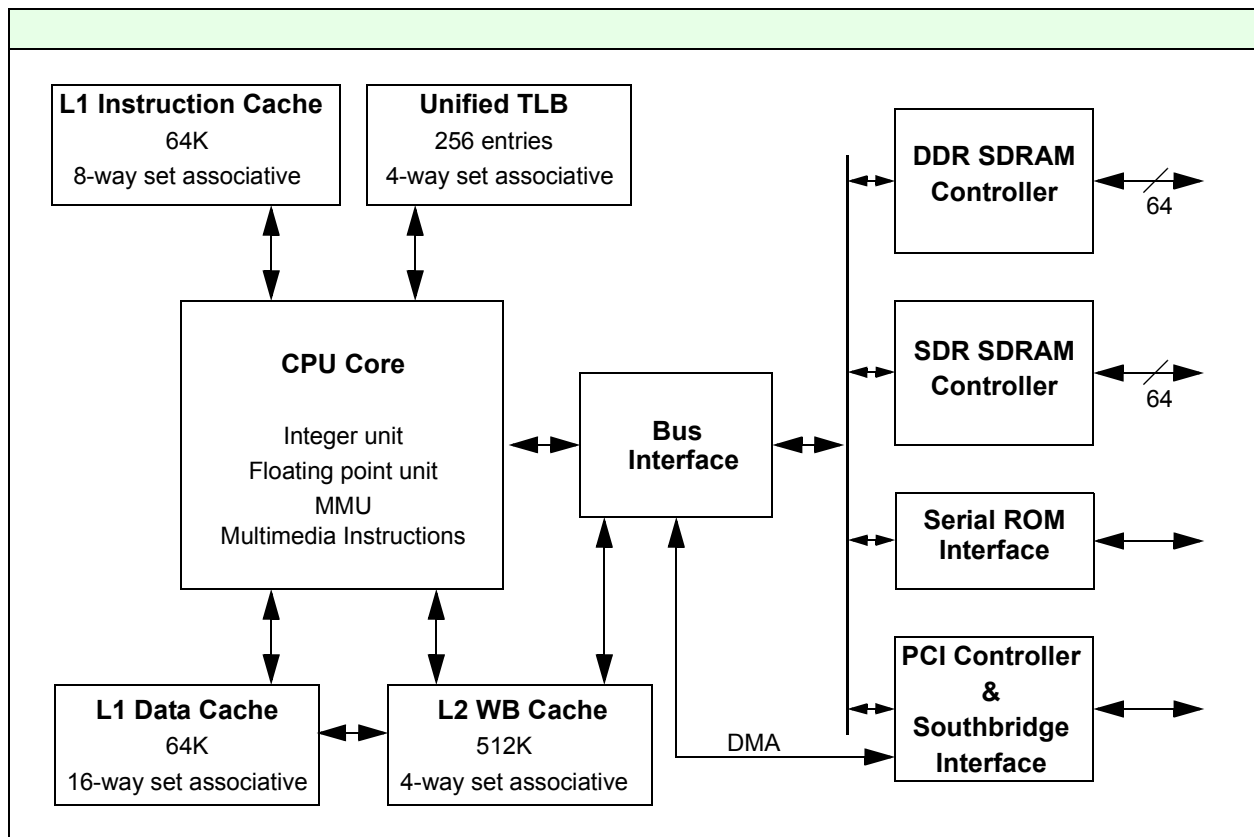 L1 Instruction Cache
64K
8-way set associative
Unified TLB
256 entries
4-way set associative
DDR SDRAM
Controller
64
CPU Core
Integer unit
Floating point unit
MMU
Multimedia Instructions
Bus
Interface
SDR SDRAM
Controller
64
Serial ROM
Interface
L1 Data Cache
64K
16-way set associative
L2 WB Cache
512K
4-way set associative
DMA
PCI Controller
&
Southbridge
Interface